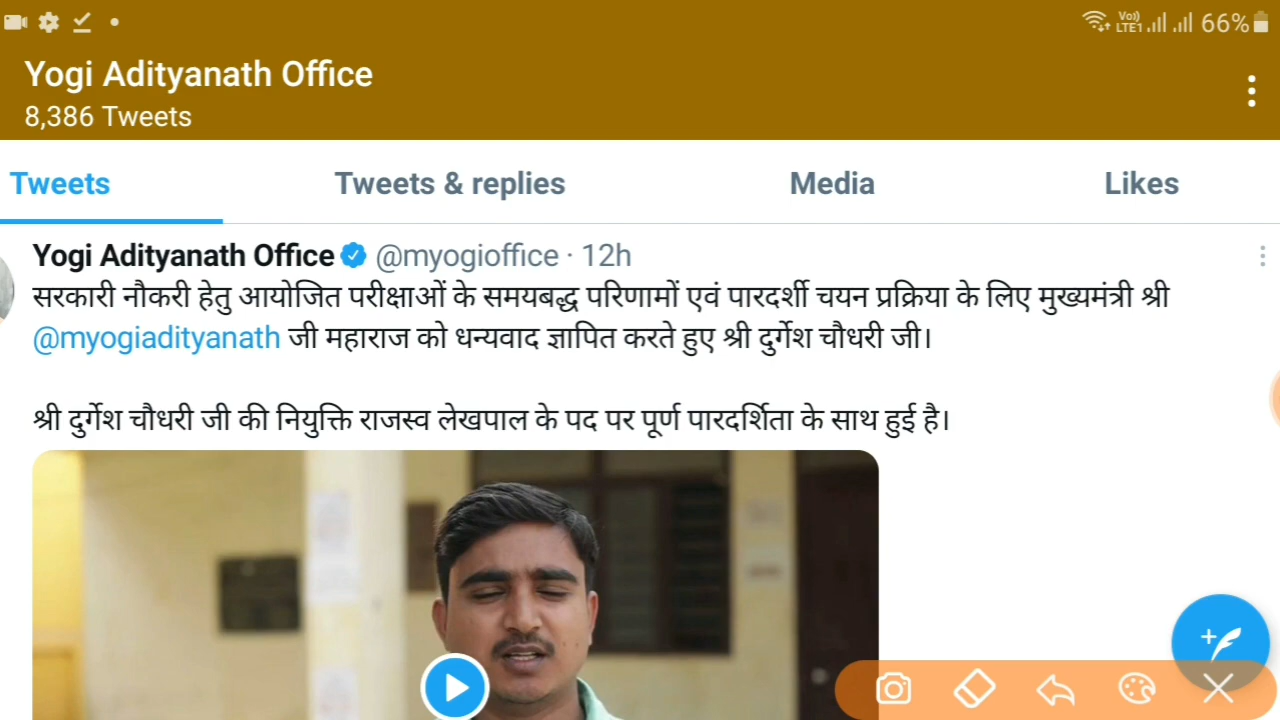 Vo) LTE1 66%
Yogi Adityanath Office
8,386 Tweets
Tweets Tweets & replies Media Likes
Yogi Adityanath Office @myogioffice · 12h
सरकारी नौकरी हेतु आयोजित परीक्षाओं के समयबद्ध परिणामों एवं पारदर्शी चयन प्रक्रिया के लिए मुख्यमंत्री श्री
@myogiadityanath जी महाराज को धन्यवाद ज्ञापित करते हुए श्री दुर्गेश चौधरी जी।
श्री दुर्गेश चौधरी जी की नियुक्ति राजस्व लेखपाल के पद पर पूर्ण पारदर्शिता के साथ हुई है।